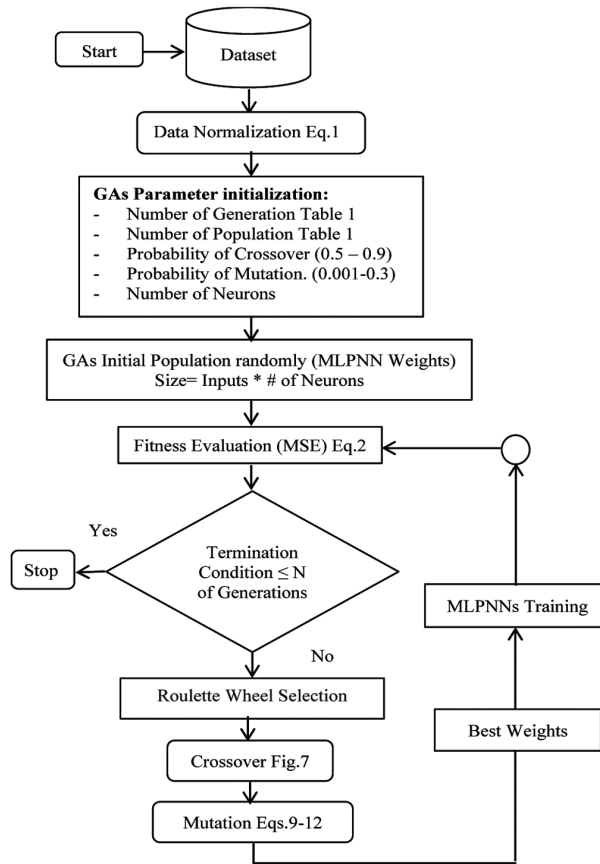 Start
Dataset
Data Normalization Eq.1
GAs Parameter initialization:
- Number of Generation Table 1
- Number of Population Table 1
- Probability of Crossover (0.5 – 0.9)
- Probability of Mutation. (0.001-0.3)
- Number of Neurons
GAs Initial Population randomly (MLPNN Weights)
Size= Inputs * # of Neurons
Fitness Evaluation (MSE) Eq.2
Yes
Termination
Condition ≤ N
of Generations
Stop
No
Roulette Wheel Selection
Crossover Fig.7
Mutation Eqs.9-12
Best Weights
MLPNNs Training